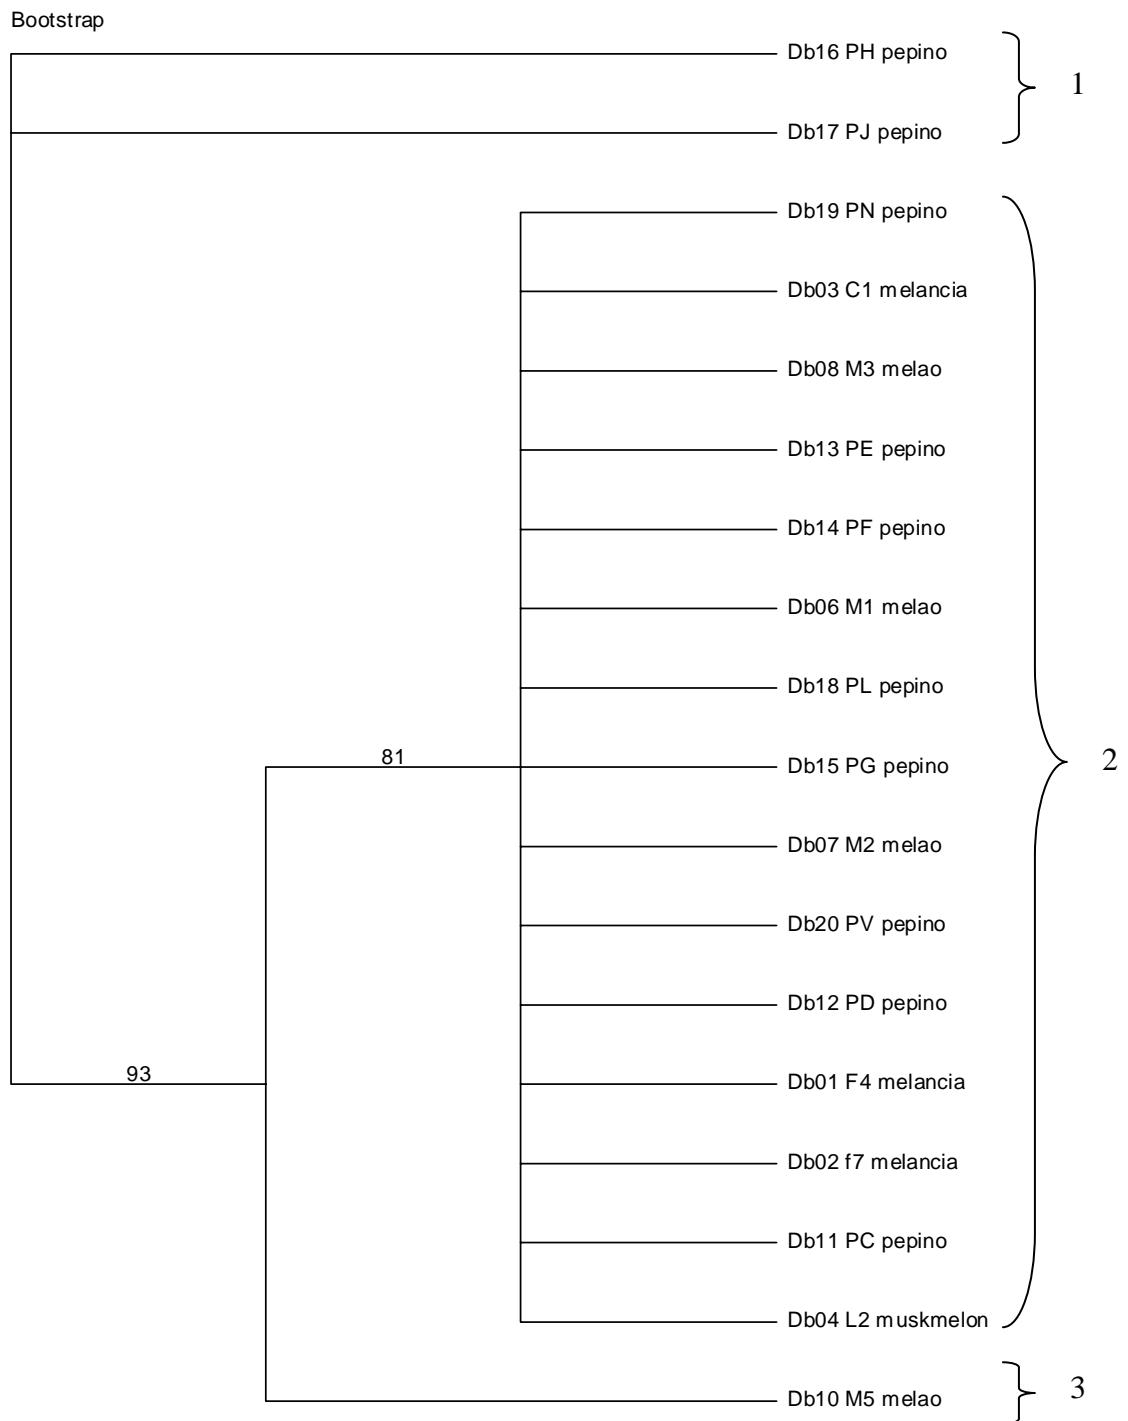 Bootstrap
Db16 PH pepino
1
Db17 PJ pepino
Db19 PN pepino
Db03 C1 melancia
Db08 M3 melao
Db13 PE pepino
Db14 PF pepino
Db06 M1 melao
Db18 PL pepino
81
Db15 PG pepino
2
Db07 M2 melao
Db20 PV pepino
Db12 PD pepino
93
Db01 F4 melancia
Db02 f7 melancia
Db11 PC pepino
Db04 L2 muskmelon
Db10 M5 melao
3